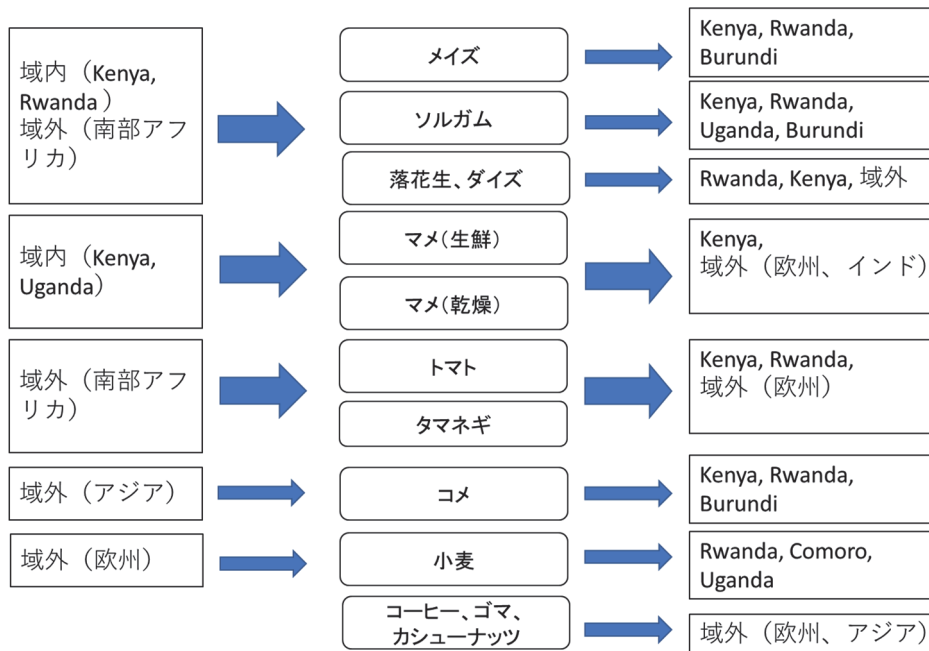 域内（Kenya,
Rwanda）
域外（南部アフ
リカ）
メイズ
Kenya, Rwanda,
Burundi
ソルガム
Kenya, Rwanda,
Uganda, Burundi
落花生、ダイズ
Rwanda, Kenya, 域外
域内（Kenya,
Uganda）
マメ（生鮮）
マメ（乾燥）
Kenya,
域外（欧州、インド）
域外（南部アフ
リカ）
トマト
タマネギ
Kenya, Rwanda,
域外（欧州）
域外（アジア）
コメ
Kenya, Rwanda,
Burundi
域外（欧州）
小麦
Rwanda, Comoro,
Uganda
コーヒー、ゴマ、
カシューナッツ
域外（欧州、アジア）